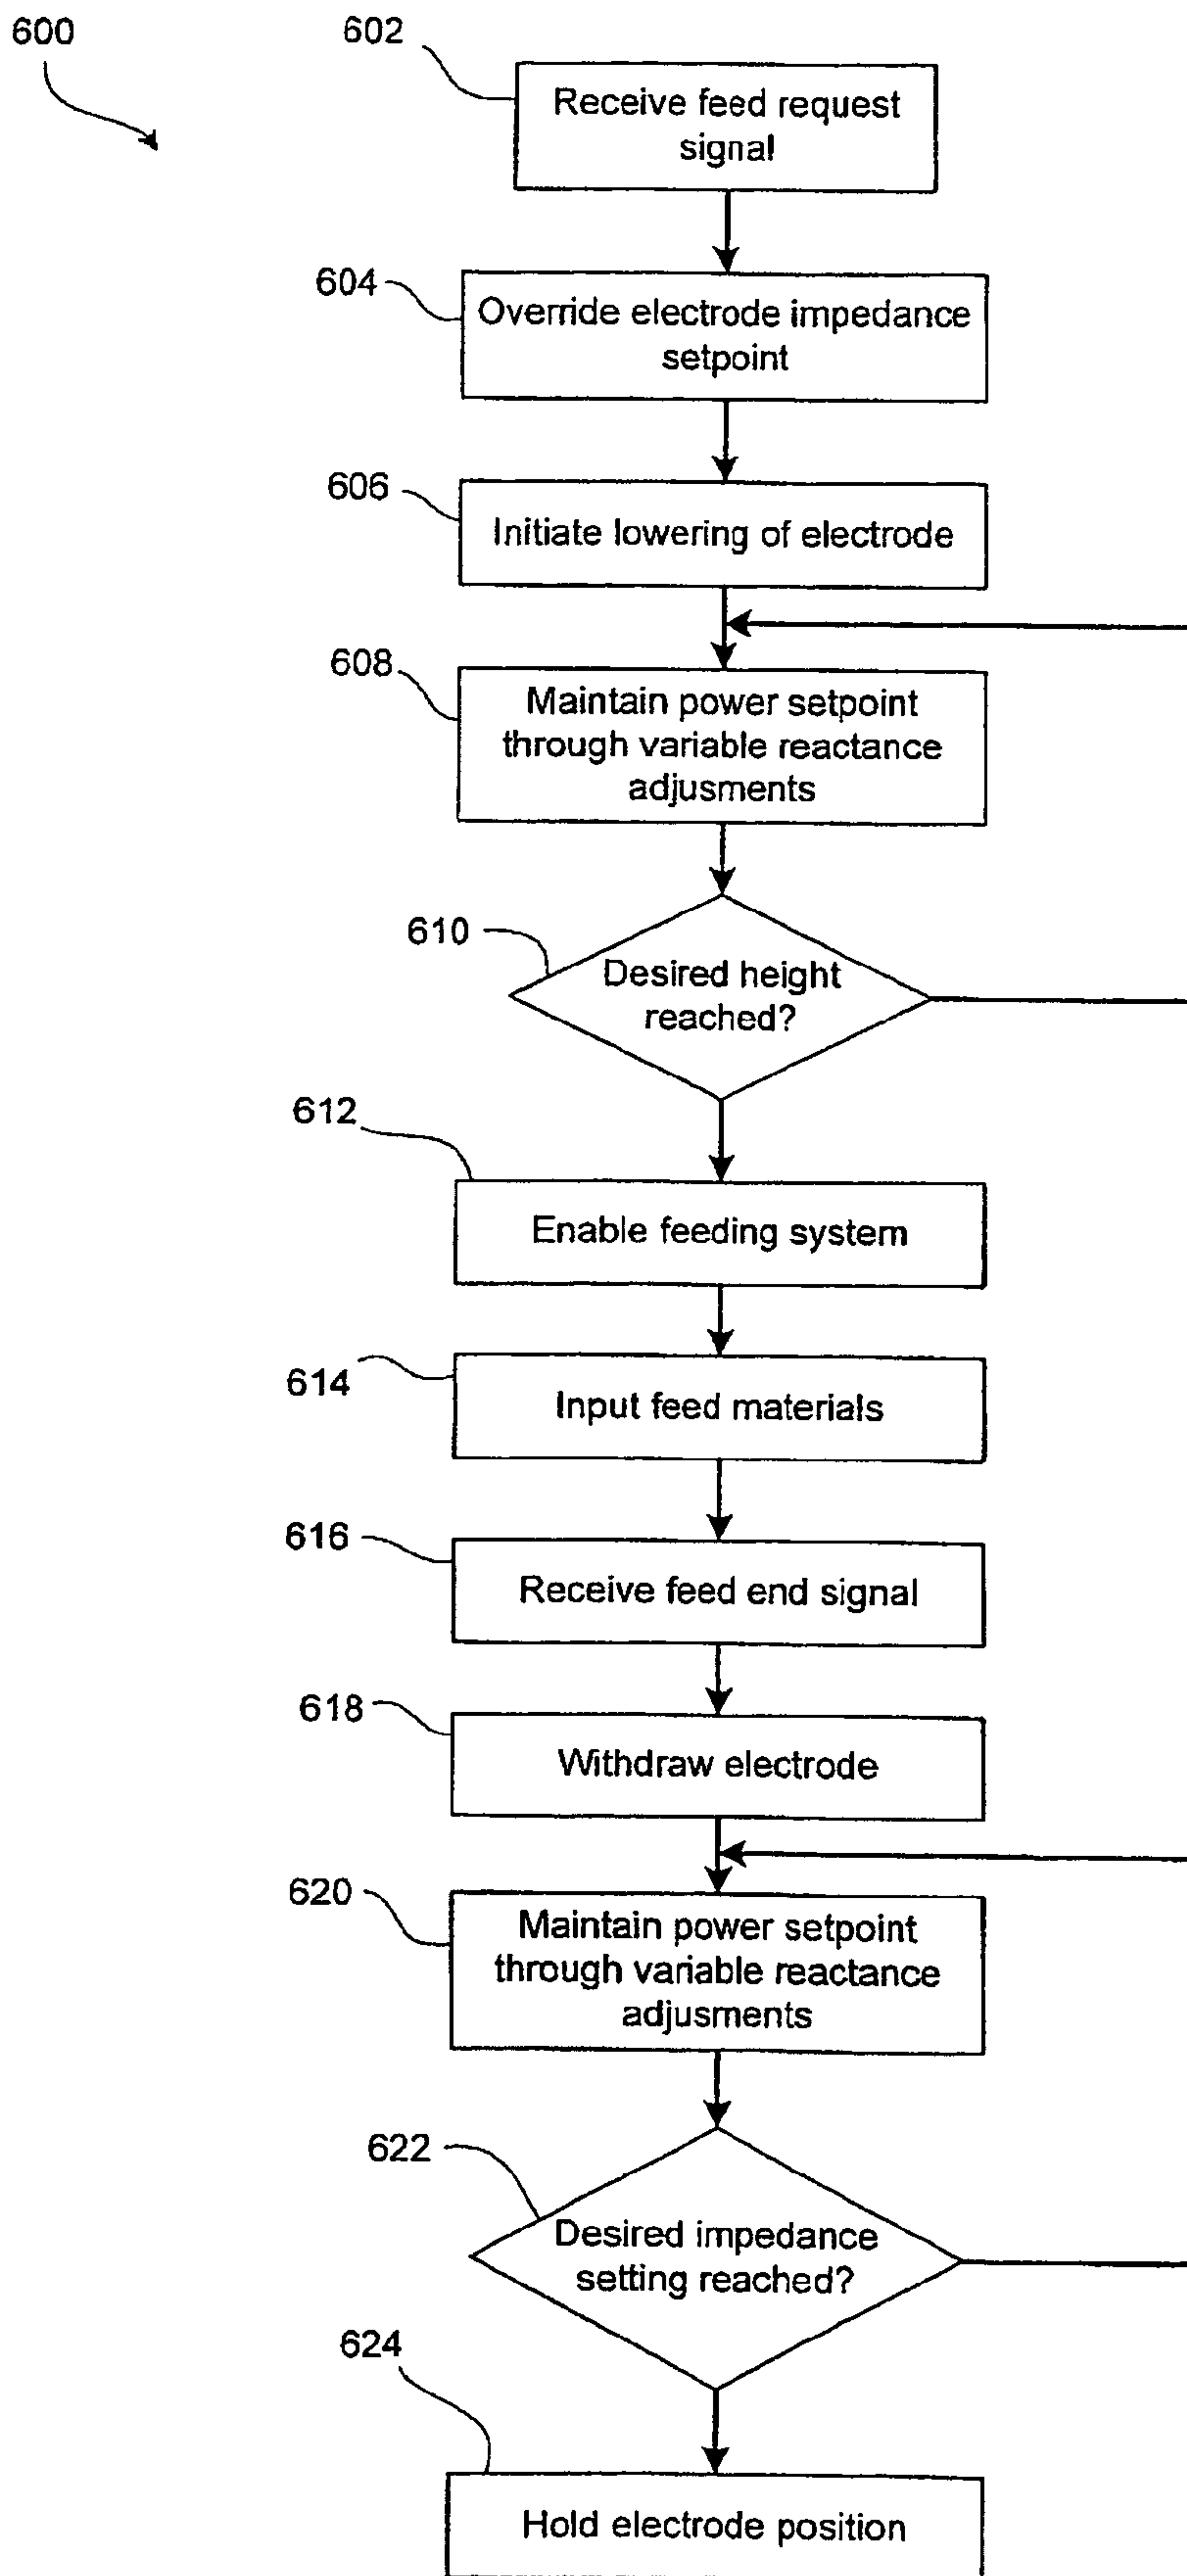 600
602
Receive feed request
signal
604
Override electrode impedance
setpoint
606
Initiate lowering of electrode
608
Maintain power setpoint
through variable reactance
adjusments
610
Desired height
reached?
612
Enable feeding system
614
Input feed materials
616
Receive feed end signal
618
Withdraw electrode
620
Maintain power setpoint
through variable reactance
adjusments
622
Desired impedance
setting reached?
624
Hold electrode position